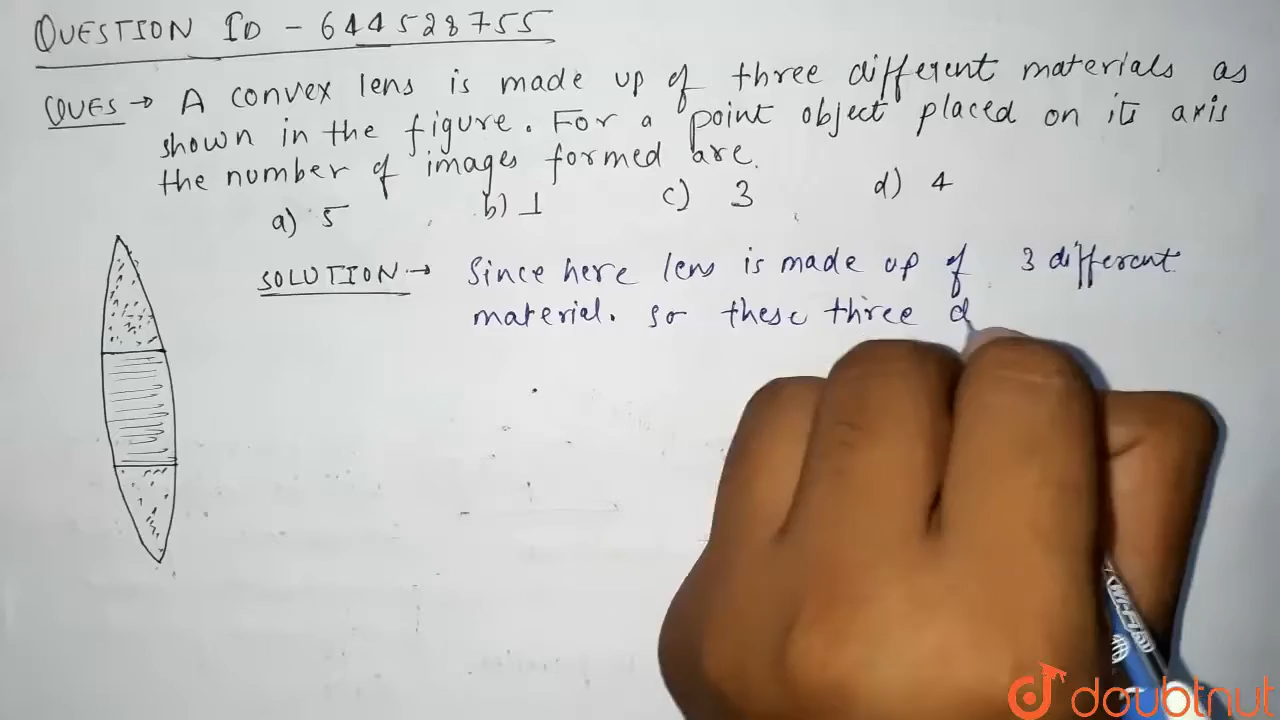 QUESTION ID - 644528755
QUES → A convex lens is made up of three different materials as
shown in the figure. For a point object placed on its axis
the number of images formed are.
a) 5 b) 1 c) 3 d) 4
SOLUTION → Since here lens is made up of 3 different
material. so these three d
doubtnut